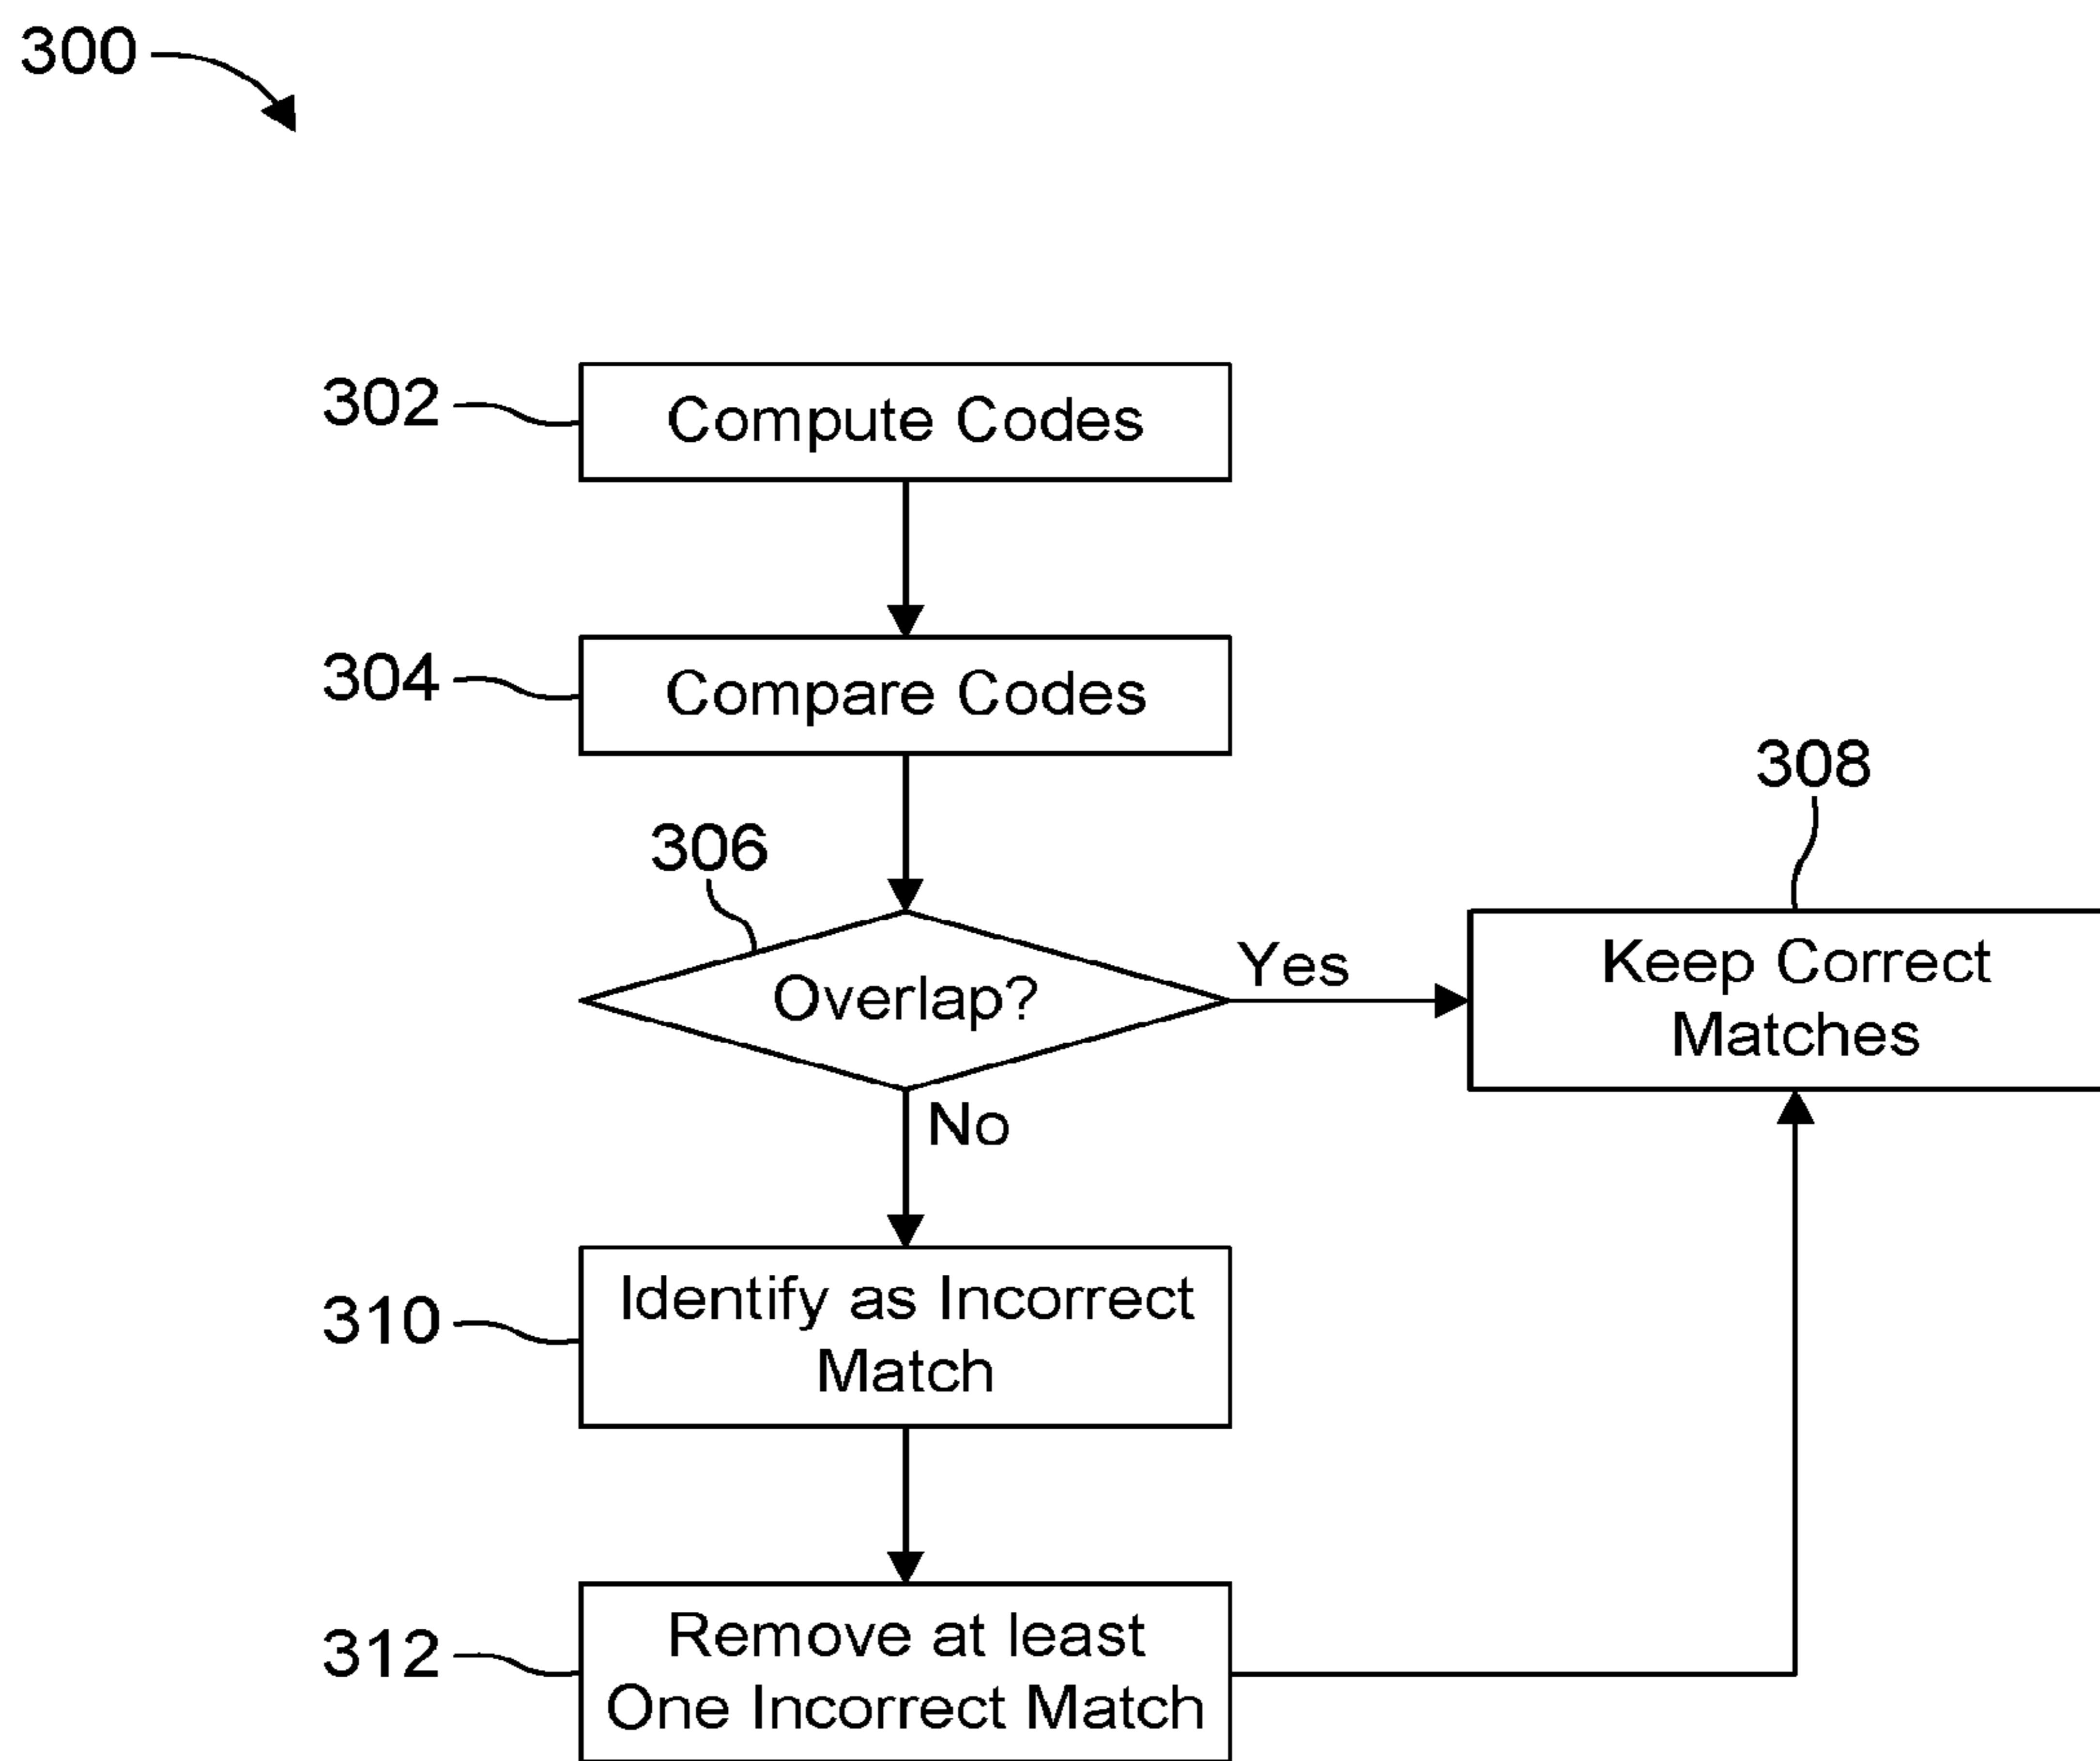 300
302
Compute Codes
304
Compare Codes
306
308
Overlap?
Yes
Keep Correct
Matches
No
310
Identify as Incorrect
Match
312
Remove at least
One Incorrect Match